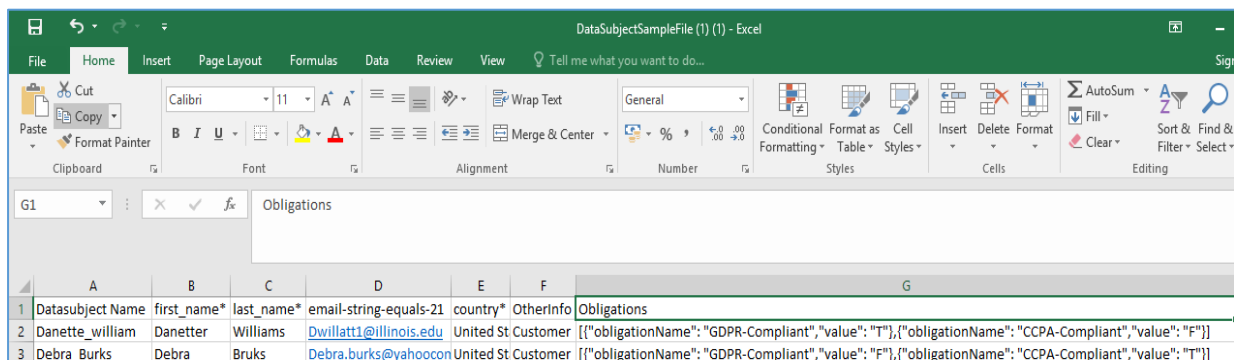 DataSubjectSampleFile (1) (1) - Excel
File Home Insert Page Layout Formulas Data Review View Tell me what you want to do...
Cut
Copy
Format Painter
Paste
Calibri 11 A A
B I U A
Wrap Text
Merge & Center
General
% ,
Conditional Formatting
Format as Table
Cell Styles
Insert Delete Format
AutoSum
Fill
Clear
Sort & Filter
Find & Select
Clipboard Font Alignment Number Styles Cells Editing
G1 fx Obligations
A B C D E F G
1 Datasubject Name first_name* last_name* email-string-equals-21 country* OtherInfo Obligations
2 Danette_william Danetter Williams Dwillatt1@illinois.edu United St Customer [{"obligationName": "GDPR-Compliant","value": "T"},{"obligationName": "CCPA-Compliant","value": "F"}]
3 Debra_Burks Debra Bruks Debra.burks@yahoocon United St Customer [{"obligationName": "GDPR-Compliant","value": "F"},{"obligationName": "CCPA-Compliant","value": "T"}]